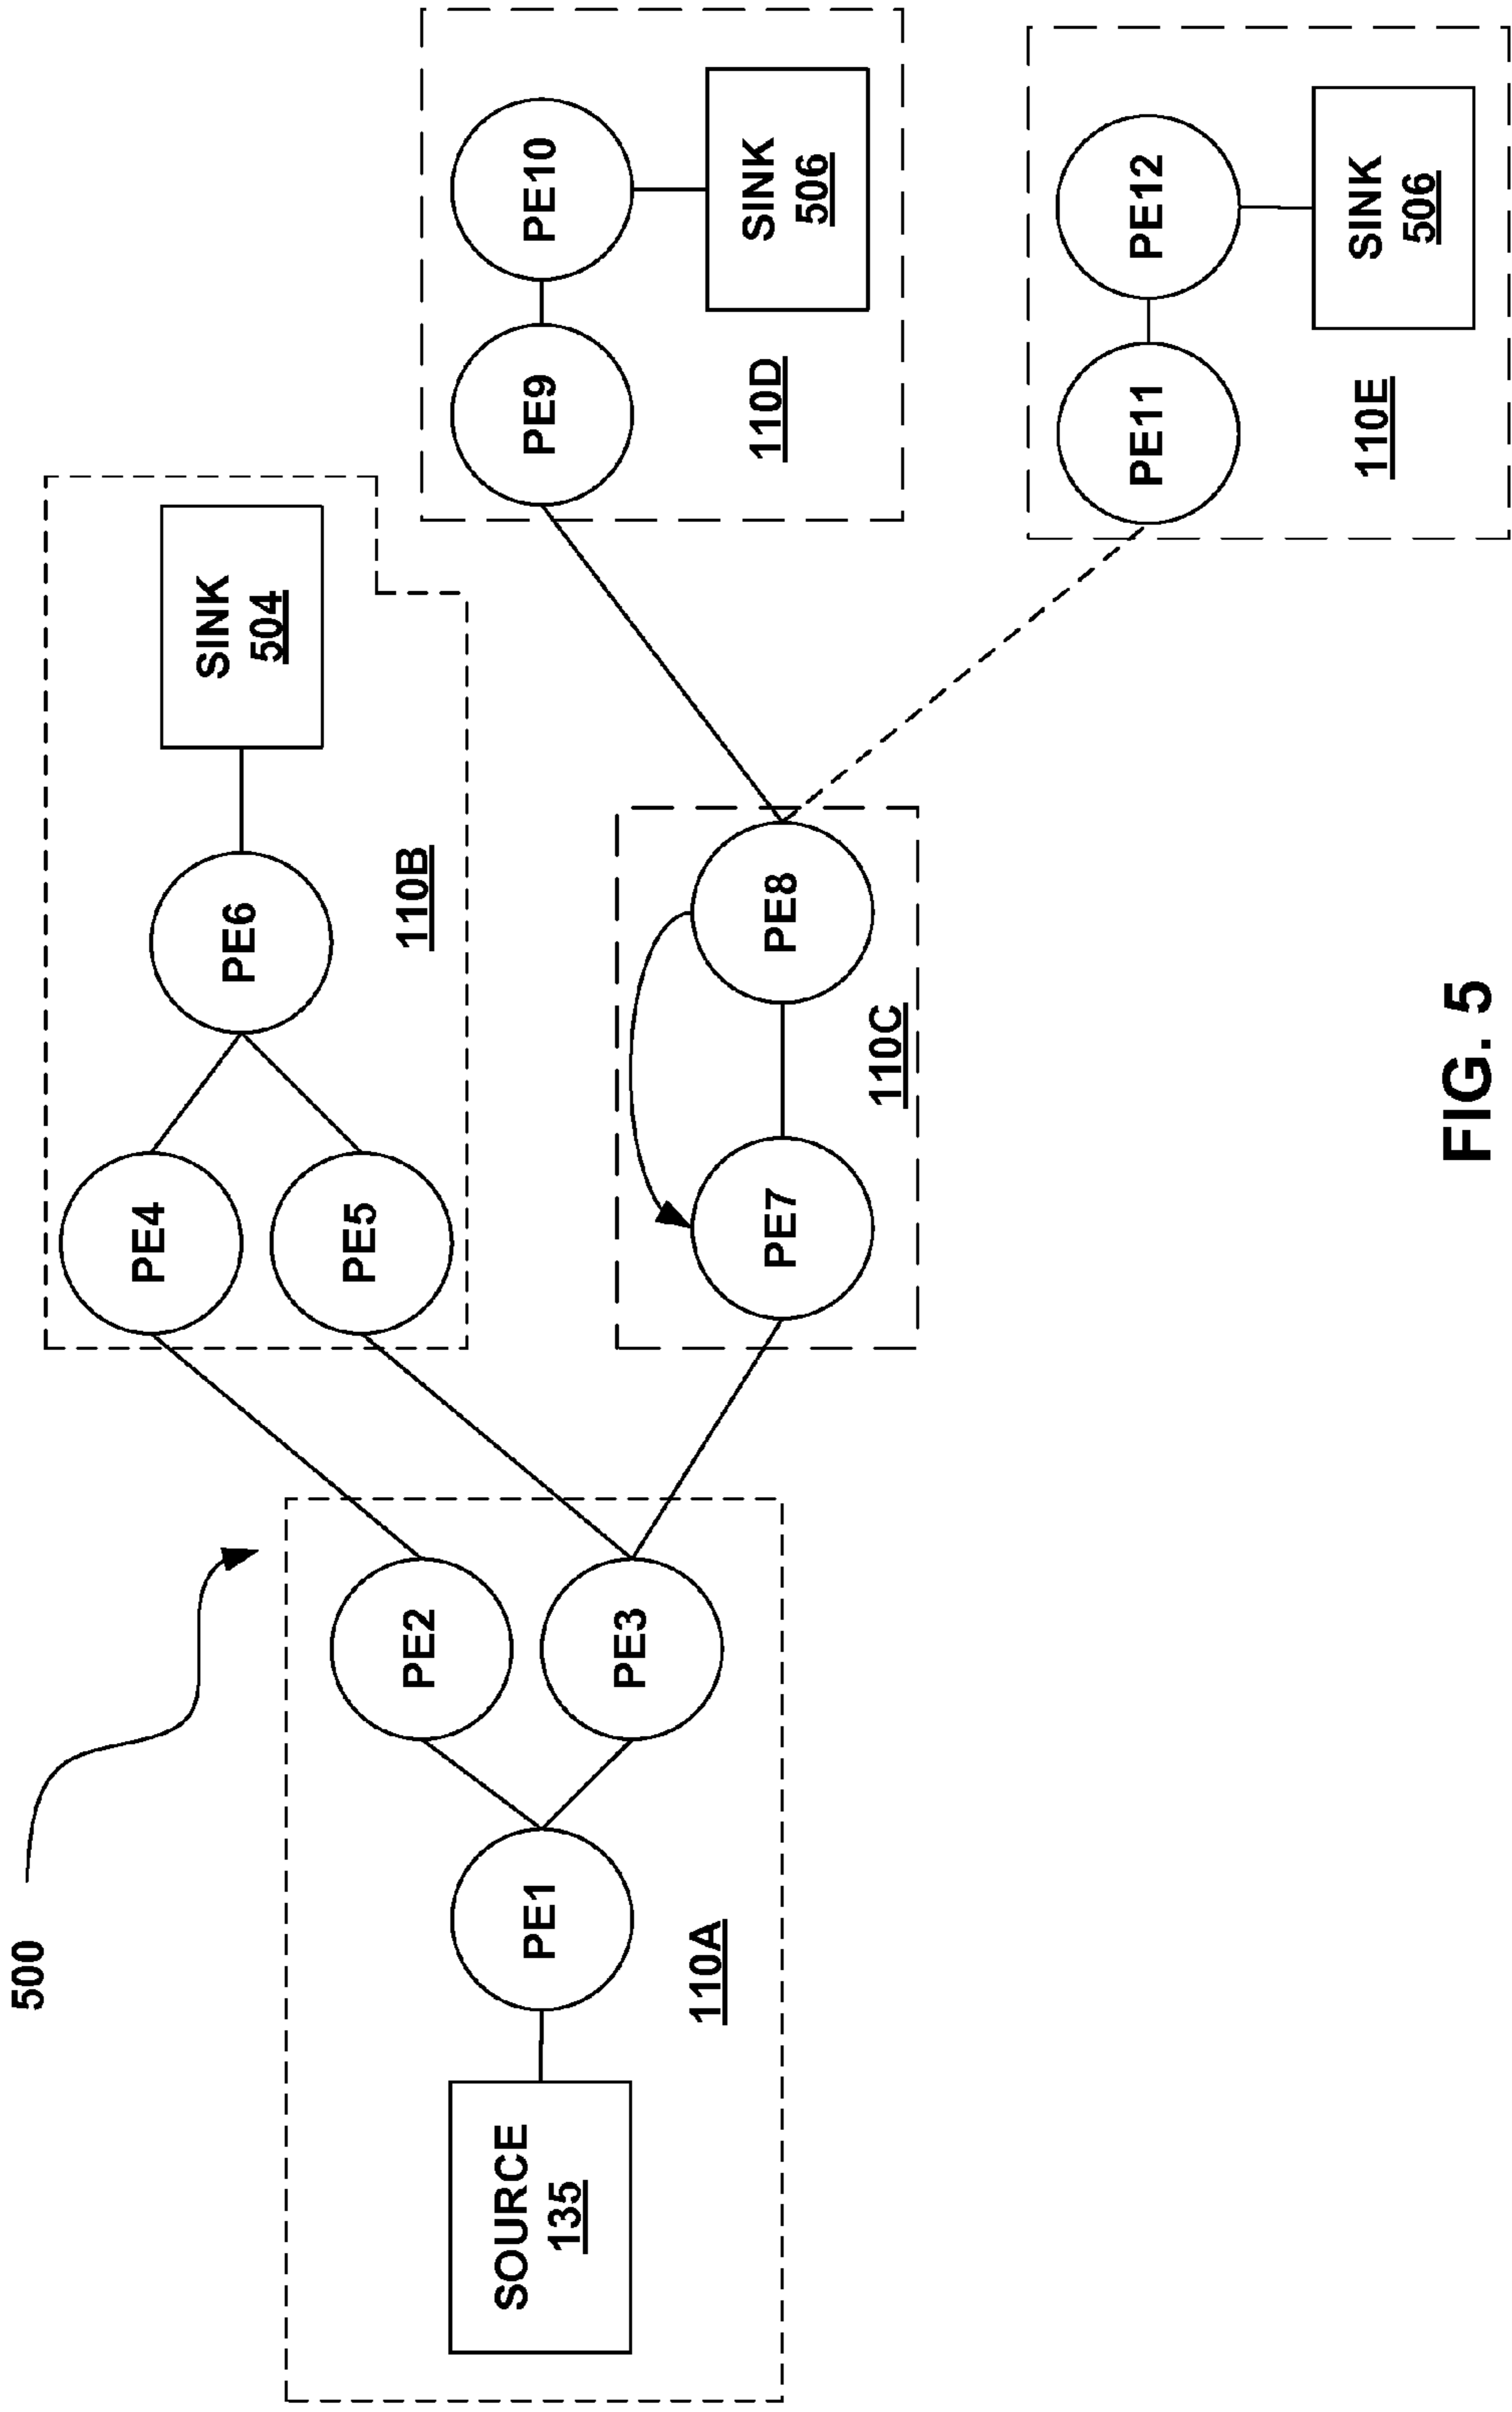 500
SOURCE
135
PE1
110A
PE2
PE3
PE4
PE5
PE6
SINK
504
110B
PE7
PE8
110C
PE9
PE10
SINK
506
110D
PE11
PE12
SINK
506
110E
FIG. 5